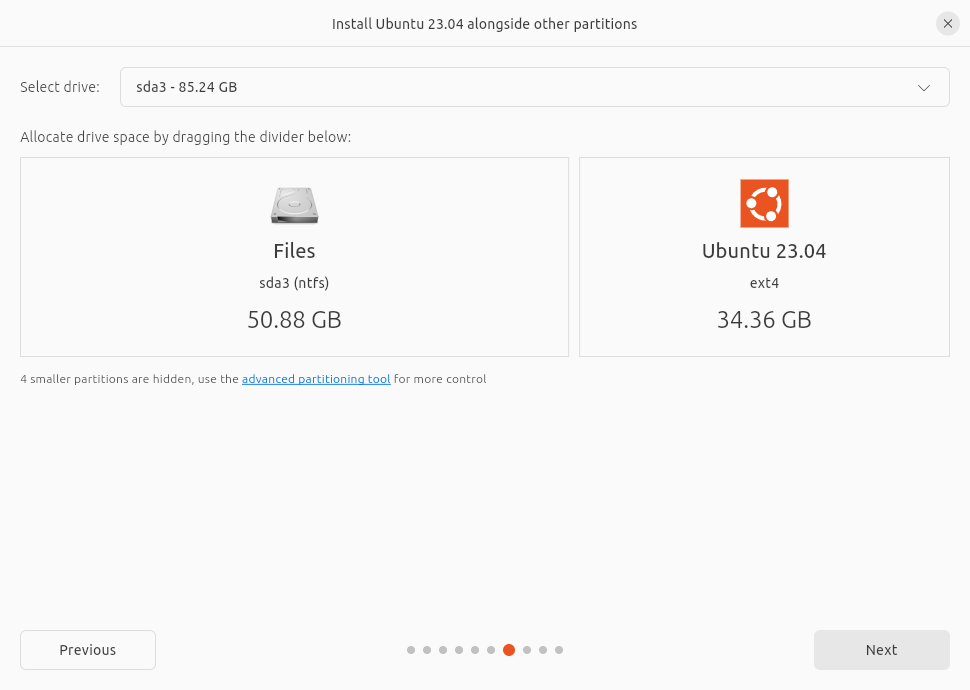 Install Ubuntu 23.04 alongside other partitions
Select drive: sda3 - 85.24 GB
Allocate drive space by dragging the divider below:
Files
sda3 (ntfs)
50.88 GB
Ubuntu 23.04
ext4
34.36 GB
4 smaller partitions are hidden, use the advanced partitioning tool for more control
Previous
Next